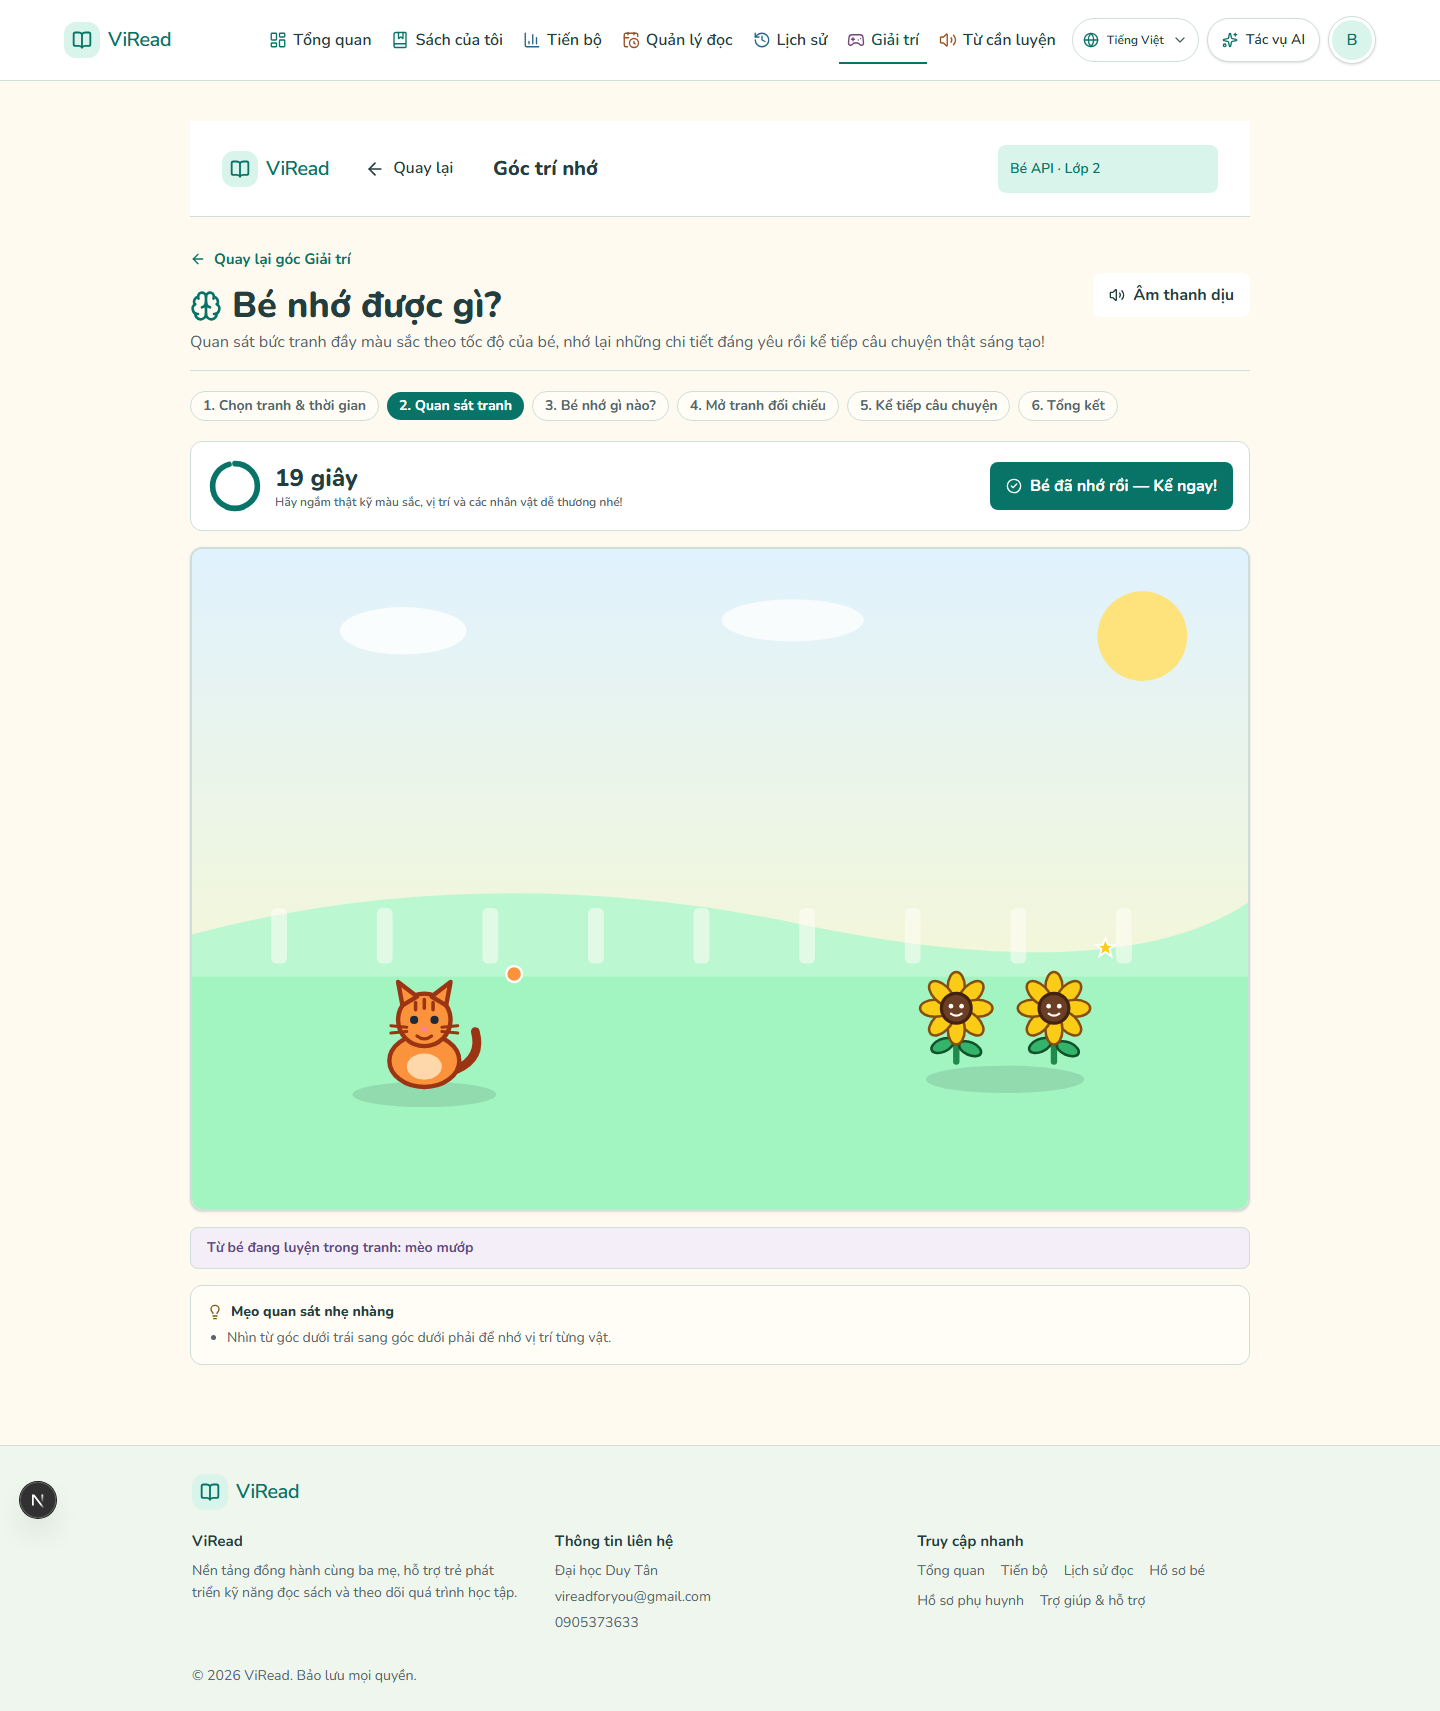 ViRead
Tổng quan
Sách của tôi
Tiến bộ
Quản lý đọc
Lịch sử
Giải trí
Từ cần luyện
Tiếng Việt
Tác vụ AI
B
ViRead
Quay lại
Góc trí nhớ
Bé API · Lớp 2
Quay lại góc Giải trí
Bé nhớ được gì?
Âm thanh dịu
Quan sát bức tranh đầy màu sắc theo tốc độ của bé, nhớ lại những chi tiết đáng yêu rồi kể tiếp câu chuyện thật sáng tạo!
1. Chọn tranh & thời gian
2. Quan sát tranh
3. Bé nhớ gì nào?
4. Mở tranh đối chiếu
5. Kể tiếp câu chuyện
6. Tổng kết
19 giây
Hãy ngắm thật kỹ màu sắc, vị trí và các nhân vật dễ thương nhé!
Bé đã nhớ rồi — Kể ngay!
Từ bé đang luyện trong tranh: mèo mướp
Mẹo quan sát nhẹ nhàng
Nhìn từ góc dưới trái sang góc dưới phải để nhớ vị trí từng vật.
N
ViRead
ViRead
Nền tảng đồng hành cùng ba mẹ, hỗ trợ trẻ phát
triển kỹ năng đọc sách và theo dõi quá trình học tập.
Thông tin liên hệ
Đại học Duy Tân
vireadforyou@gmail.com
0905373633
Truy cập nhanh
Tổng quan
Tiến bộ
Lịch sử đọc
Hồ sơ bé
Hồ sơ phụ huynh
Trợ giúp & hỗ trợ
© 2026 ViRead. Bảo lưu mọi quyền.